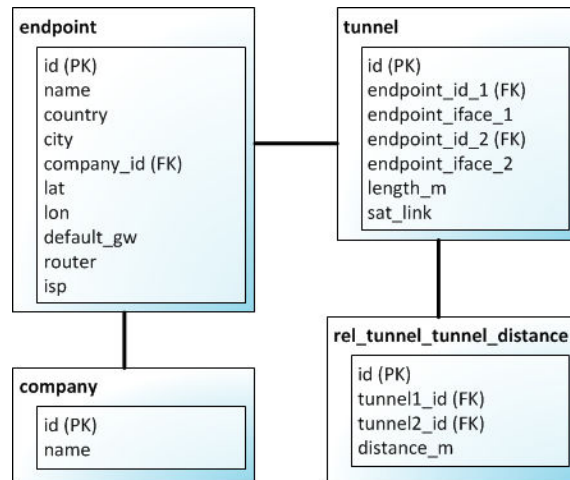 endpoint
id (PK)
name
country
city
company_id (FK)
lat
lon
default_gw
router
isp
tunnel
id (PK)
endpoint_id_1 (FK)
endpoint_iface_1
endpoint_id_2 (FK)
endpoint_iface_2
length_m
sat_link
company
id (PK)
name
rel_tunnel_tunnel_distance
id (PK)
tunnel1_id (FK)
tunnel2_id (FK)
distance_m